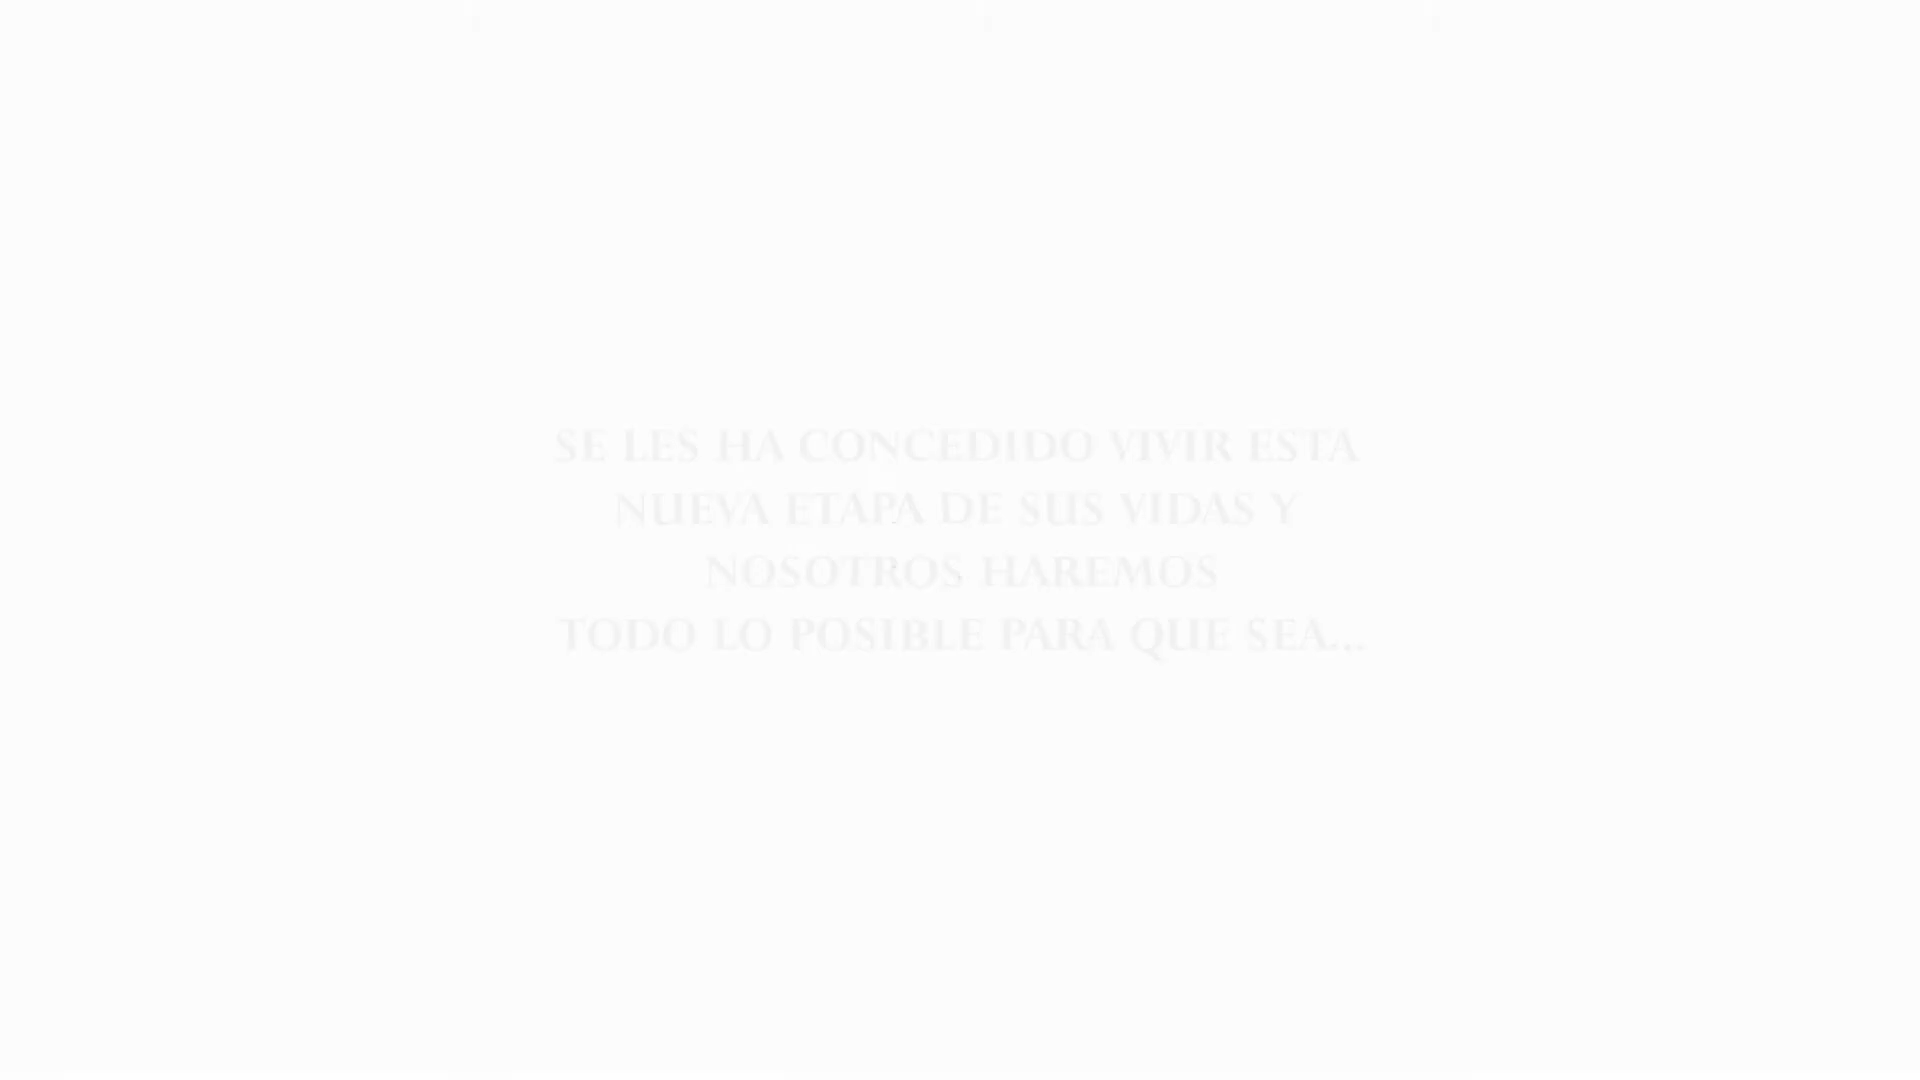 SE LES HA CONCEDIDO VIVIR ESTA
NUEVA ETAPA DE SUS VIDAS Y
NOSOTROS HAREMOS
TODO LO POSIBLE PARA QUE SEA...